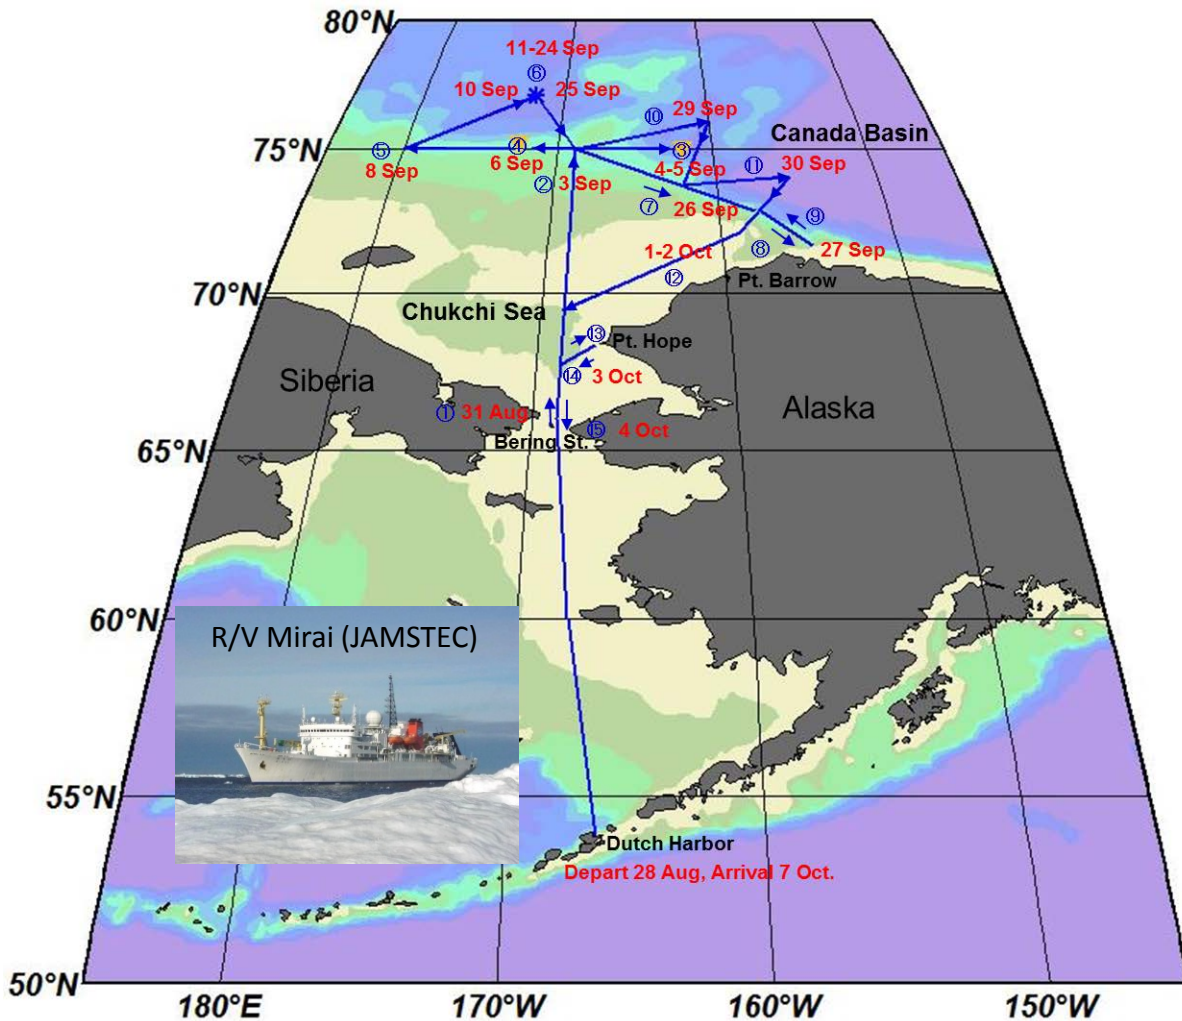 80°N
11-24 Sep
⑥
10 Sep
25 Sep
⑩
29 Sep
Canada Basin
75°N
⑤
④
③
⑪
30 Sep
8 Sep
6 Sep
4-5 Sep
②
3 Sep
⑦
26 Sep
⑨
1-2 Oct
⑧
27 Sep
⑫
Pt. Barrow
70°N
Chukchi Sea
⑬
Pt. Hope
Siberia
⑭
3 Oct
Alaska
①
31 Aug
⑮
4 Oct
Bering St.
65°N
60°N
R/V Mirai (JAMSTEC)
55°N
Dutch Harbor
Depart 28 Aug, Arrival 7 Oct.
50°N
180°E
170°W
160°W
150°W